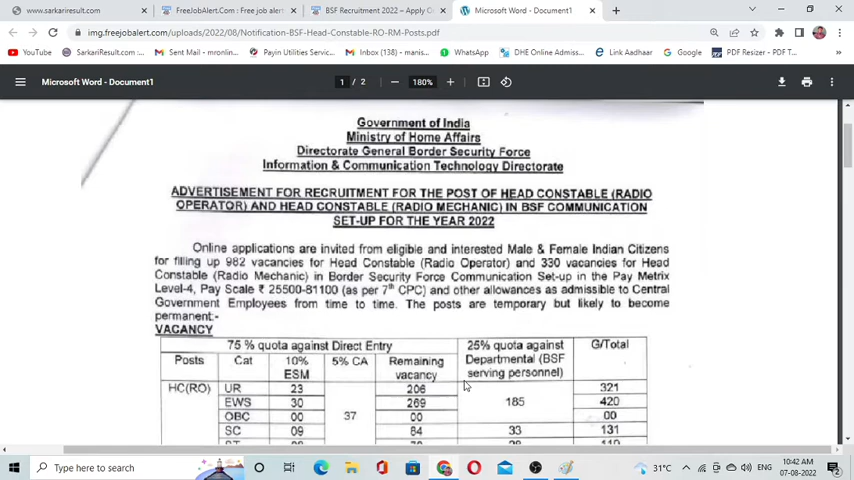 www.sarkariresult.com
FreeJobAlert.Com : Free job alert
BSF Recruitment 2022 – Apply O
Microsoft Word - Document1
img.freejobalert.com/uploads/2022/08/Notification-BSF-Head-Constable-RO-RM-Posts.pdf
YouTube
SarkariResult.Com :
Sent Mail - mronlin...
Payin Utilities Servic...
Inbox (138) - manis...
WhatsApp
DHE Online Admiss...
Link Aadhaar
Google
PDF Resizer | PDF T...
Microsoft Word - Document1
1 / 2
180%
Government of India
Ministry of Home Affairs
Directorate General Border Security Force
Information & Communication Technology Directorate
ADVERTISEMENT FOR RECRUITMENT FOR THE POST OF HEAD CONSTABLE (RADIO
OPERATOR) AND HEAD CONSTABLE (RADIO MECHANIC) IN BSF COMMUNICATION
SET-UP FOR THE YEAR 2022
Online applications are invited from eligible and interested Male & Female Indian Citizens
for filling up 982 vacancies for Head Constable (Radio Operator) and 330 vacancies for Head
Constable (Radio Mechanic) in Border Security Force Communication Set-up in the Pay Metrix
Level-4, Pay Scale ₹ 25500-81100 (as per 7th CPC) and other allowances as admissible to Central
Government Employees from time to time. The posts are temporary but likely to become
permanent:-
VACANCY
75 % quota against Direct Entry 25% quota against Departmental (BSF serving personnel) G/Total
Posts Cat 10% ESM 5% CA Remaining vacancy
HC(RO) UR 23 37 206 185 321
EWS 30 269 420
OBC 00 00 00
SC 09 84 33 131
Type here to search
31°C
ENG
10:42 AM
07-08-2022
2